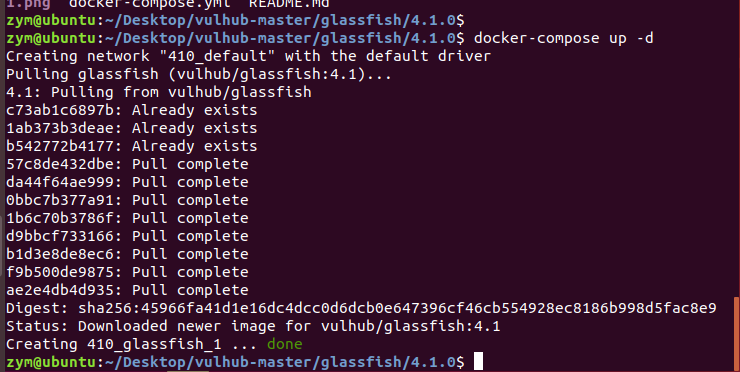 1.png  docker-compose.yml  README.md
zym@ubuntu:~/Desktop/vulhub-master/glassfish/4.1.0$
zym@ubuntu:~/Desktop/vulhub-master/glassfish/4.1.0$ docker-compose up -d
Creating network "410_default" with the default driver
Pulling glassfish (vulhub/glassfish:4.1)...
4.1: Pulling from vulhub/glassfish
c73ab1c6897b: Already exists
1ab373b3deae: Already exists
b542772b4177: Already exists
57c8de432dbe: Pull complete
da44f64ae999: Pull complete
0bbc7b377a91: Pull complete
1b6c70b3786f: Pull complete
d9bbcf733166: Pull complete
b1d3e8de8ec6: Pull complete
f9b500de9875: Pull complete
ae2e4db4d935: Pull complete
Digest: sha256:45966fa41d1e16dc4dcc0d6dcb0e647396cf46cb554928ec8186b998d5fac8e9
Status: Downloaded newer image for vulhub/glassfish:4.1
Creating 410_glassfish_1 ... done
zym@ubuntu:~/Desktop/vulhub-master/glassfish/4.1.0$